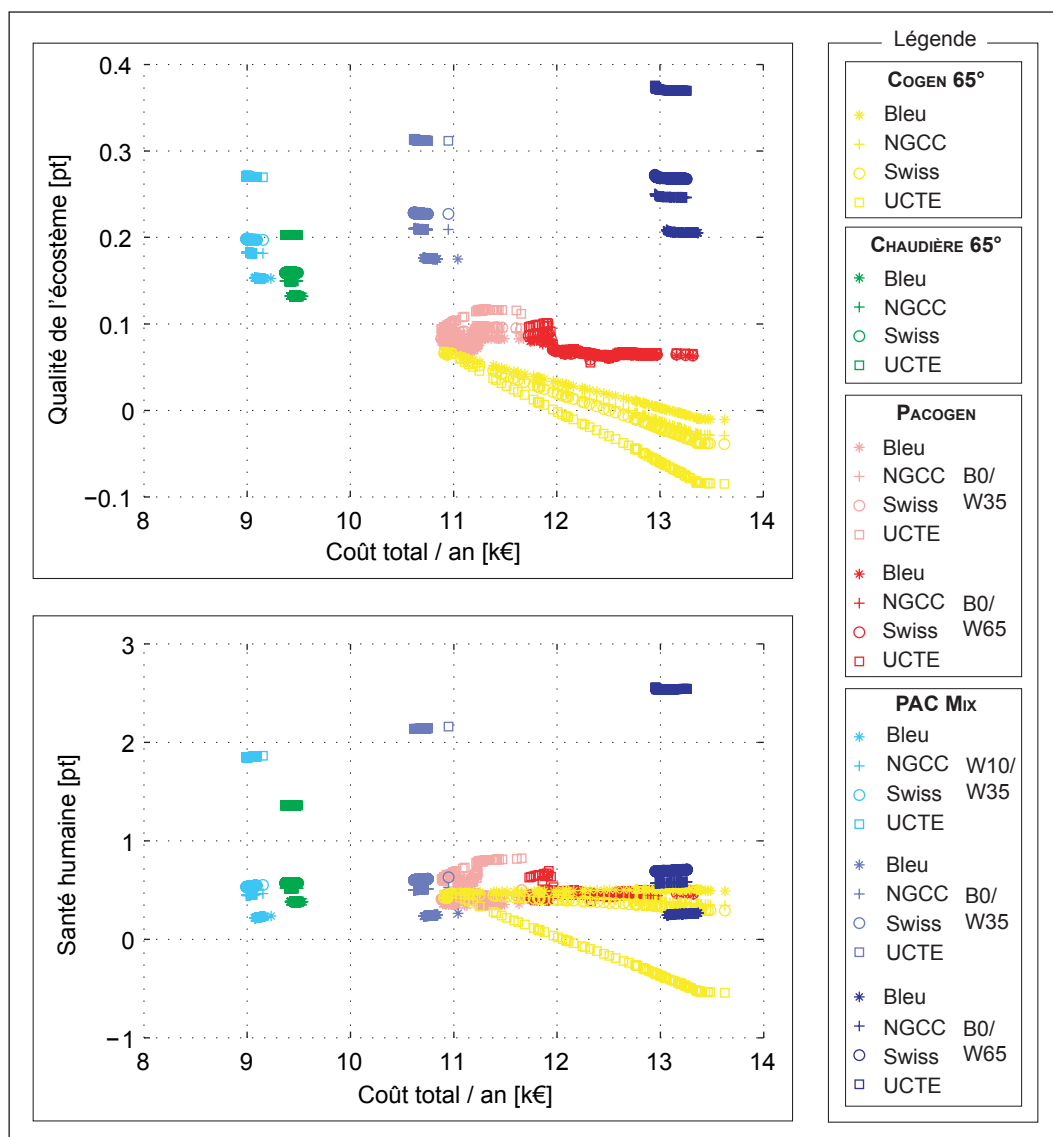 0.4
0.3
0.2
0.1
0
−0.1
8 9 10 11 12 13 14
Qualité de l'écostème [pt]
Coût total / an [k€]
3
2
1
0
−1
8 9 10 11 12 13 14
Santé humaine [pt]
Coût total / an [k€]
Légende
COGEN 65°
Bleu
NGCC
Swiss
UCTE
CHAUDIÈRE 65°
Bleu
NGCC
Swiss
UCTE
PACOGEN
Bleu
NGCC B0/
Swiss W35
UCTE
Bleu
NGCC B0/
Swiss W65
UCTE
PAC MIX
Bleu
NGCC W10/
Swiss W35
UCTE
Bleu
NGCC B0/
Swiss W35
UCTE
Bleu
NGCC B0/
Swiss W65
UCTE